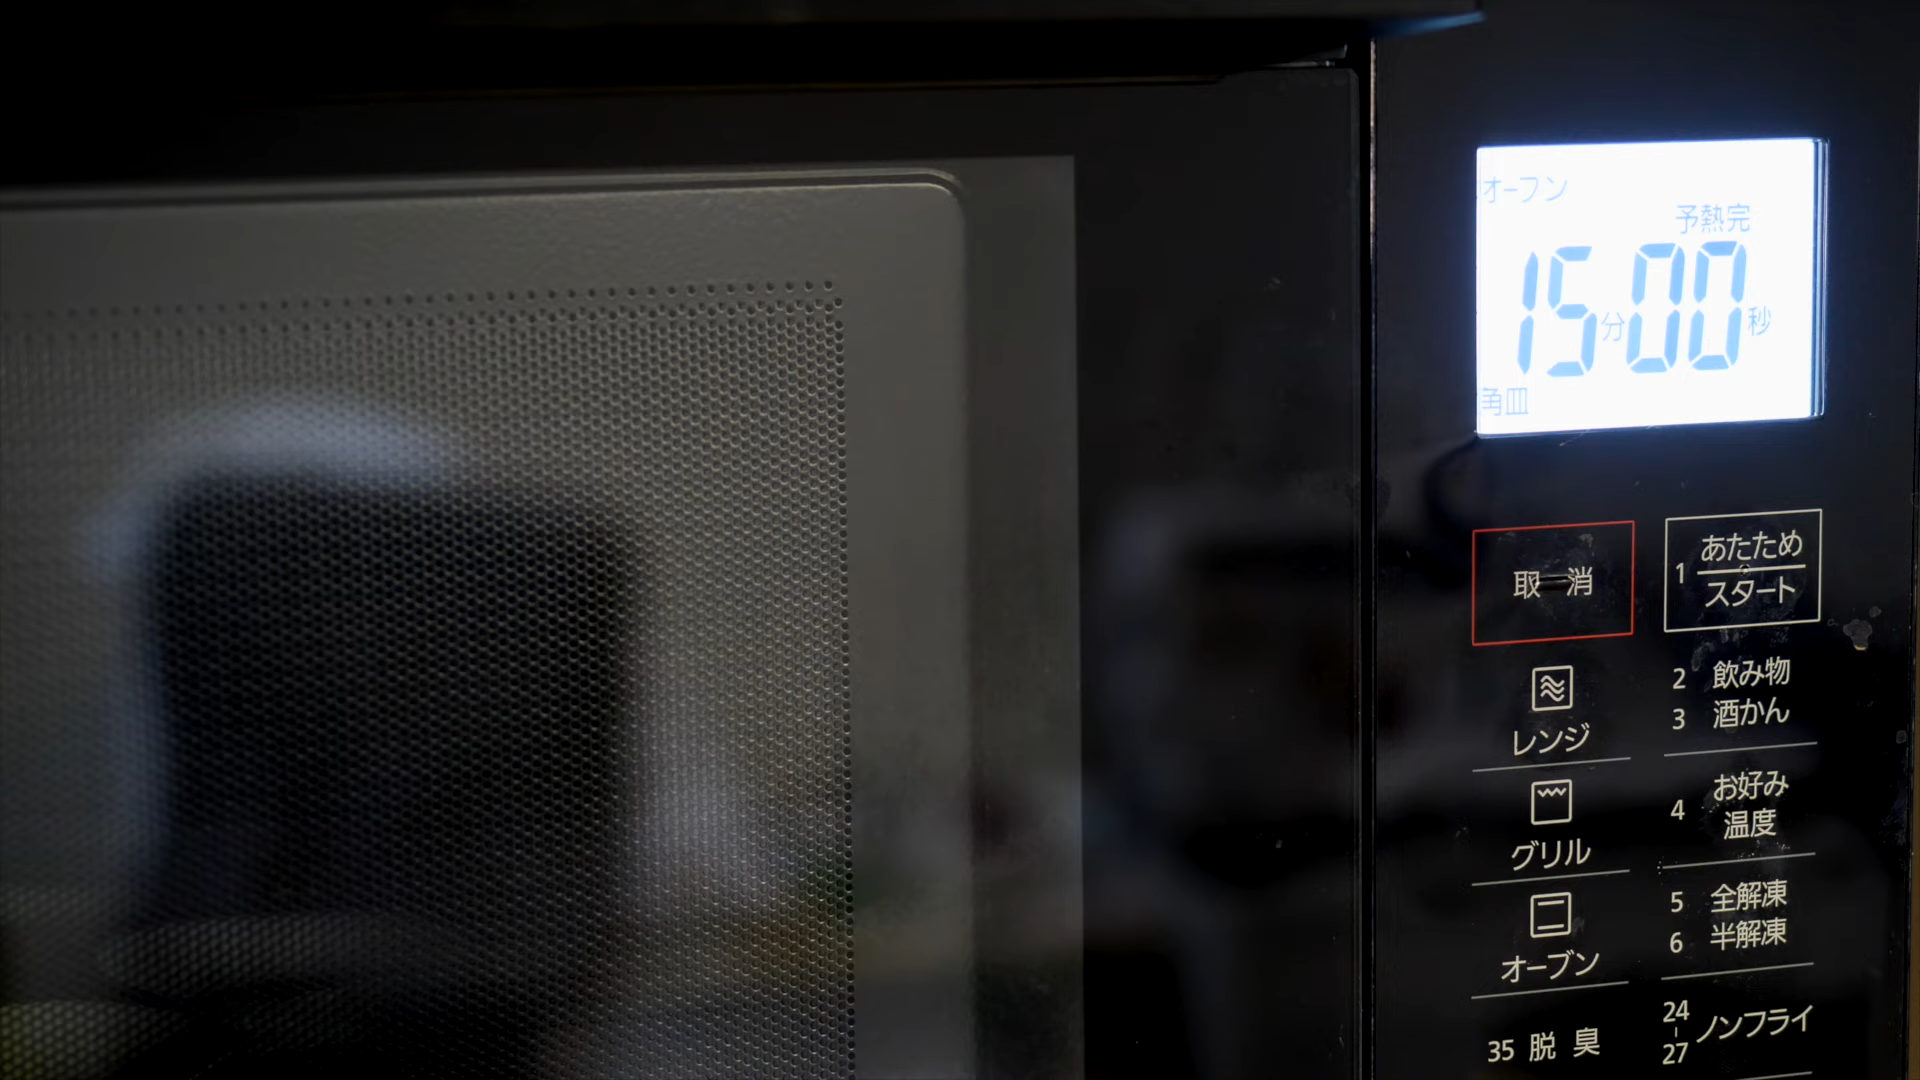 オーブン
予熱完
15分00秒
角皿
取 消
1 あたため
スタート
レンジ
2 飲み物
3 酒かん
グリル
4 お好み
温度
オーブン
5 全解凍
6 半解凍
35 脱 臭
24-27 ノンフライ